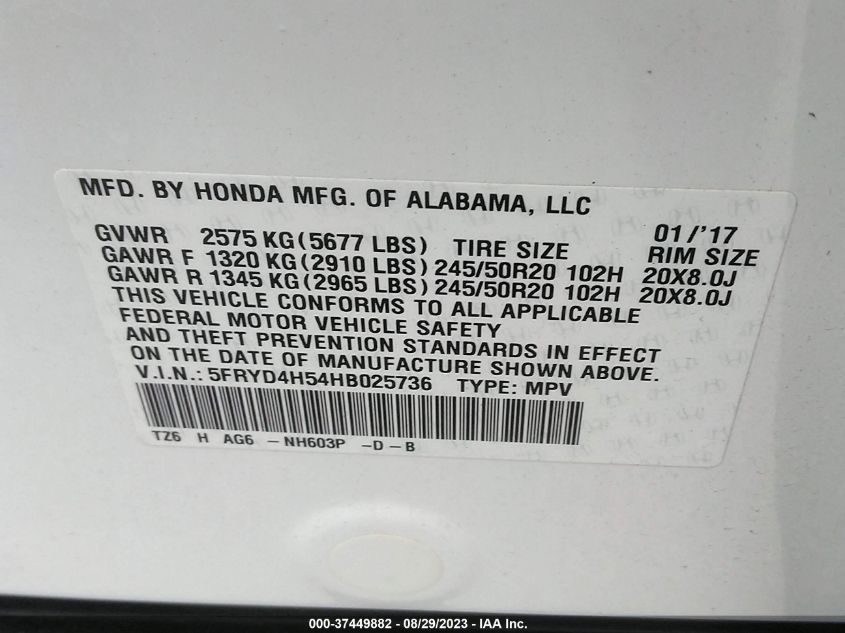 MFD. BY HONDA MFG. OF ALABAMA, LLC
01/'17
GVWR 2575 KG(5677 LBS) TIRE SIZE RIM SIZE
GAWR F 1320 KG(2910 LBS) 245/50R20 102H 20X8.0J
GAWR R 1345 KG(2965 LBS) 245/50R20 102H 20X8.0J
THIS VEHICLE CONFORMS TO ALL APPLICABLE
FEDERAL MOTOR VEHICLE SAFETY
AND THEFT PREVENTION STANDARDS IN EFFECT
ON THE DATE OF MANUFACTURE SHOWN ABOVE.
V.I.N.: 5FRYD4H54HB025736 TYPE: MPV
TZ6 H AG6 -NH603P -D-B
000-37449882 - 08/29/2023 - IAA Inc.